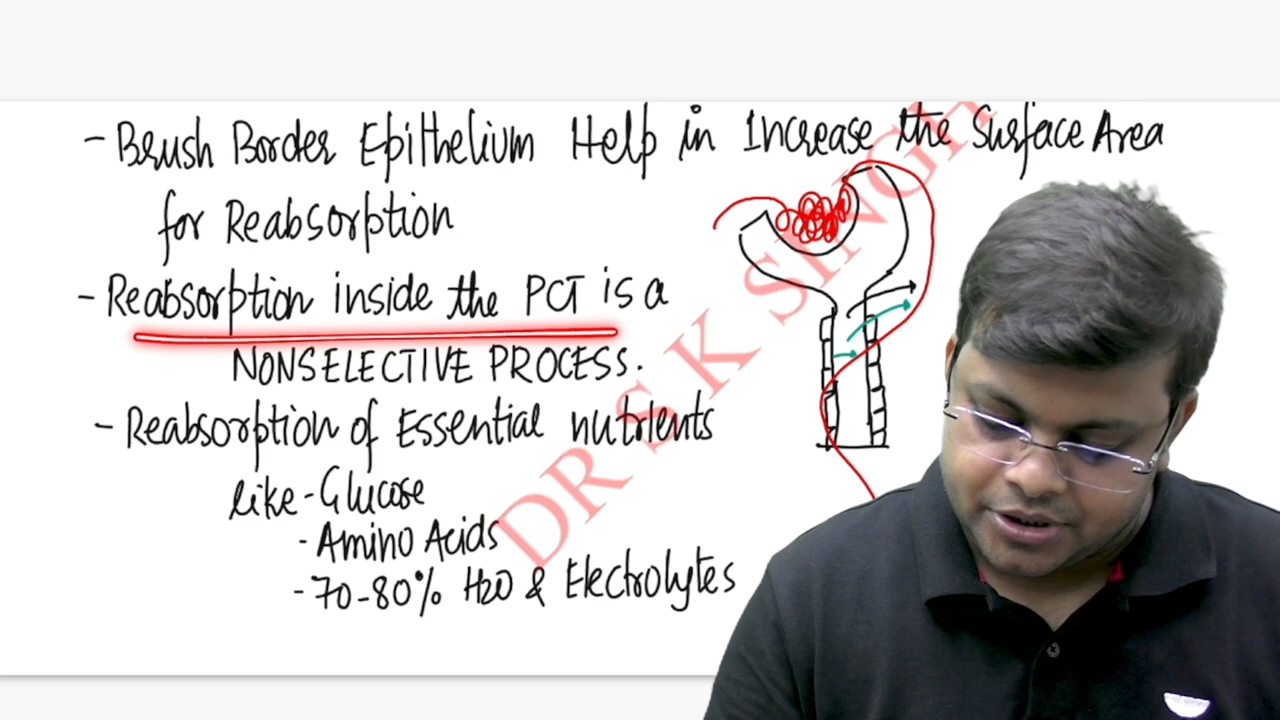 - Brush Border Epithelium Help in Increase the Surface Area
for Reabsorption
- Reabsorption inside the PCT is a
NONSELECTIVE PROCESS.
- Reabsorption of Essential nutrients
like - Glucose
- Amino Acids
- 70-80% H2O & Electrolytes
DR S K SINGH